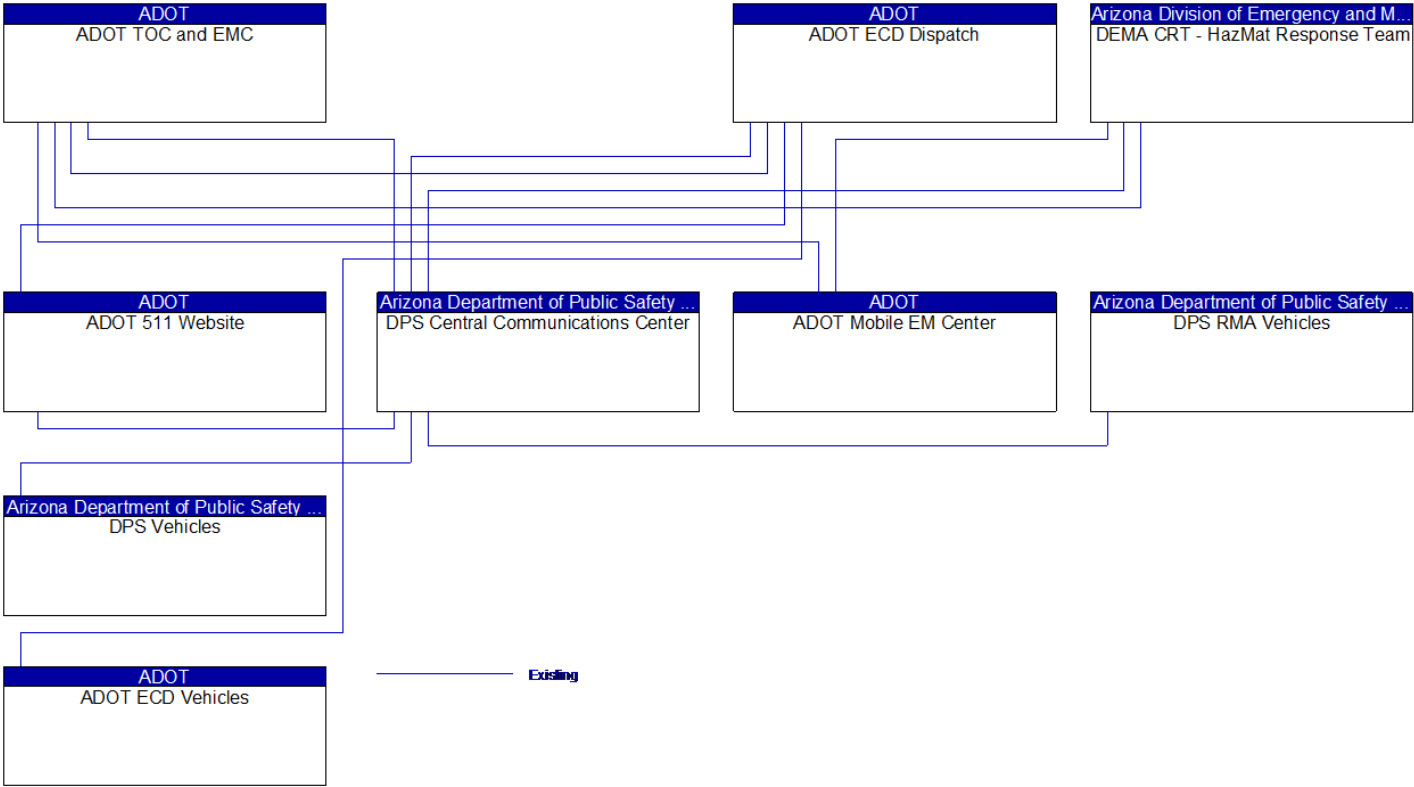 ADOT
ADOT TOC and EMC
ADOT
ADOT ECD Dispatch
Arizona Division of Emergency and M...
DEMA CRT - HazMat Response Team
ADOT
ADOT 511 Website
Arizona Department of Public Safety ...
DPS Central Communications Center
ADOT
ADOT Mobile EM Center
Arizona Department of Public Safety ...
DPS RMA Vehicles
Arizona Department of Public Safety ...
DPS Vehicles
ADOT
ADOT ECD Vehicles
Existing